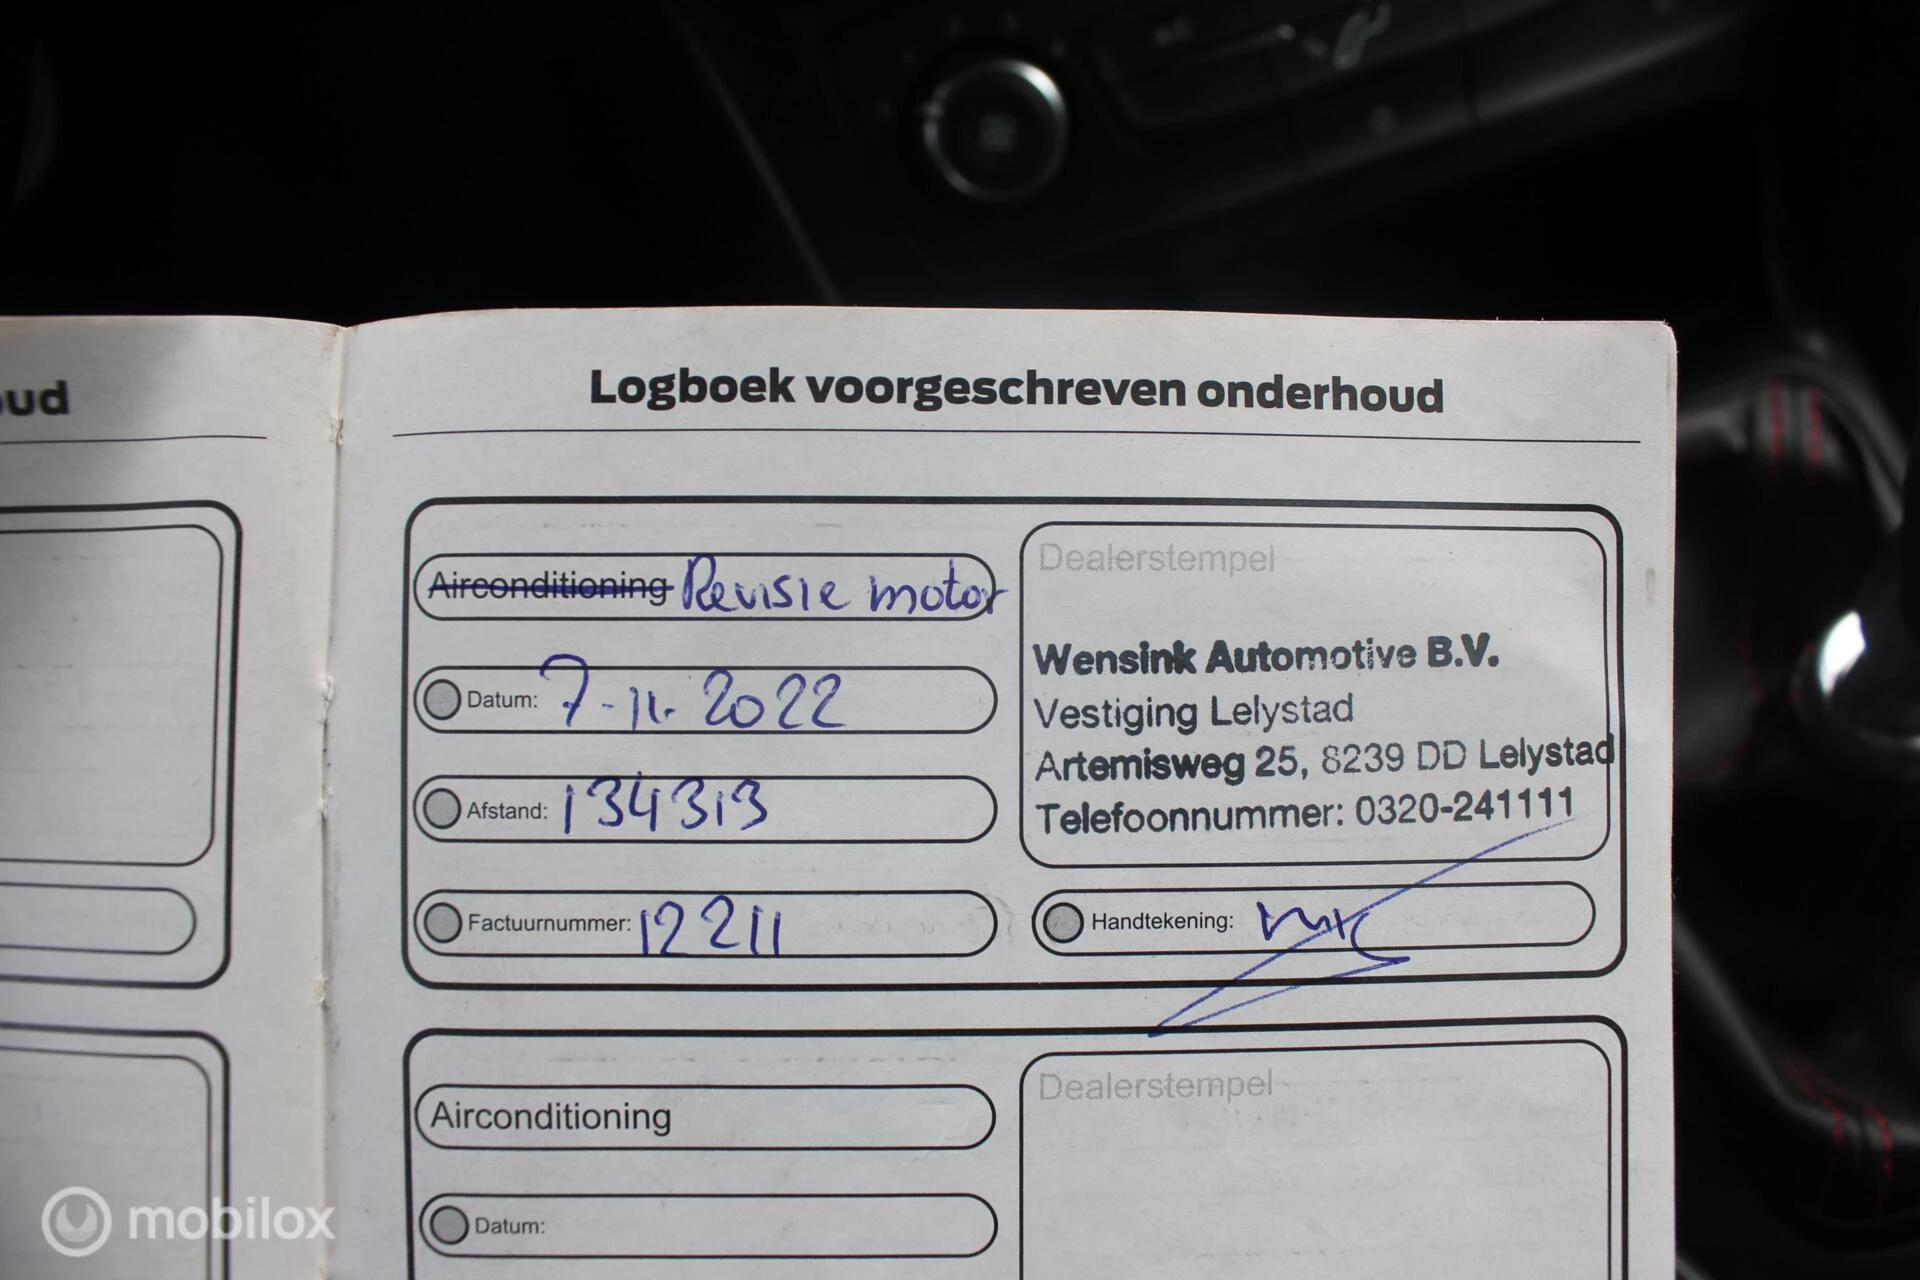 oud
Logboek voorgeschreven onderhoud
Airconditioning Revisie motor
Datum: 7-11-2022
Afstand: 134313
Factuurnummer: 12211
Dealerstempel
Wensink Automotive B.V.
Vestiging Lelystad
Artemisweg 25, 8239 DD Lelystad
Telefoonnummer: 0320-241111
Handtekening:
Airconditioning
Datum:
Dealerstempel
mobilox